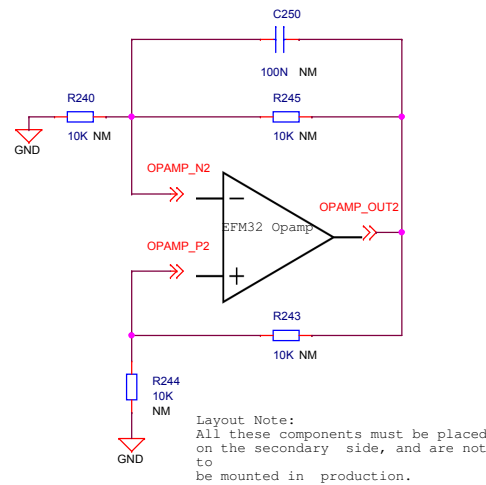 C250
100N NM
R240
R245
10K NM
10K NM
GND
OPAMP_N2
OPAMP_OUT2
EFM32 Opamp
OPAMP_P2
R243
10K NM
R244
10K
NM
GND
Layout Note:
All these components must be placed
on the secondary side, and are not
to
be mounted in production.